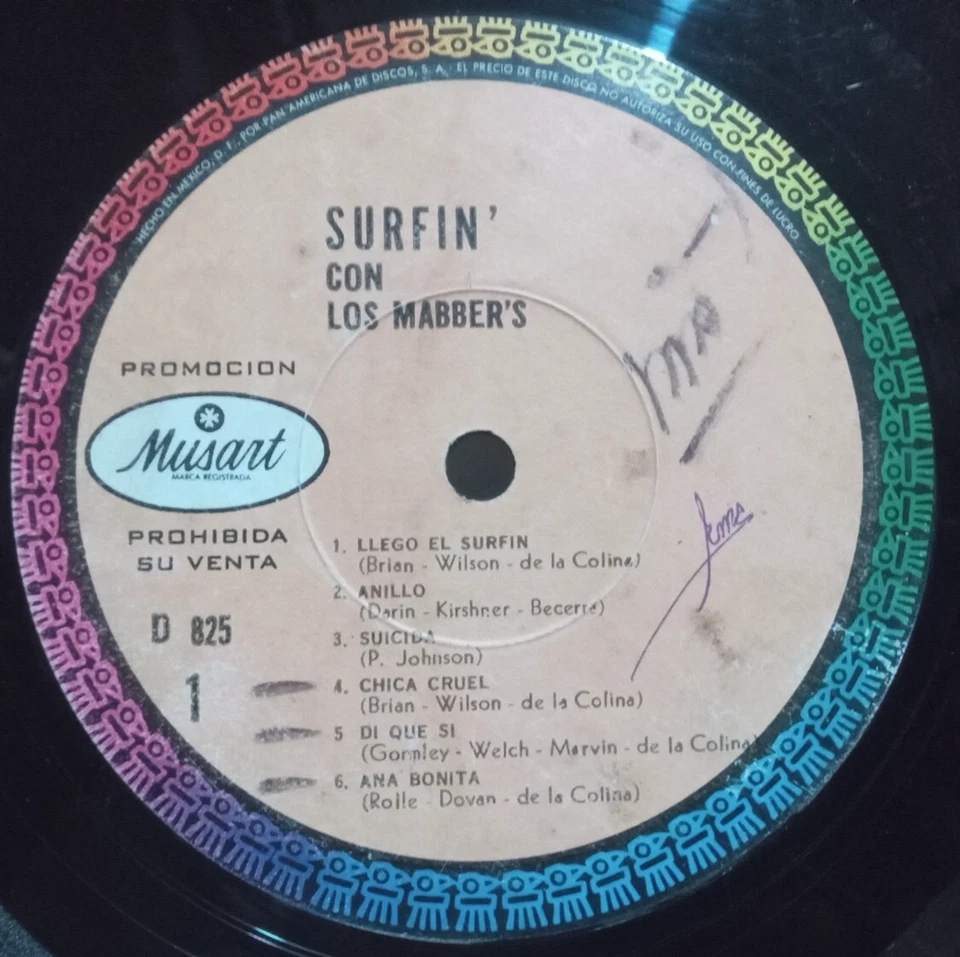 HECHO EN MEXICO, D. F., POR PAN AMERICANA DE DISCOS, S. A. - EL PRECIO DE ESTE DISCO NO AUTORIZA SU USO CON FINES DE LUCRO
SURFIN'
CON
LOS MABBER'S
PROMOCION
Musart
MARCA REGISTRADA
PROHIBIDA
SU VENTA
D 825
1
1. LLEGO EL SURFIN
(Brian - Wilson - de la Colina)
2. ANILLO
(Darin - Kirshner - Becerra)
3. SUICIDA
(P. Johnson)
4. CHICA CRUEL
(Brian - Wilson - de la Colina)
5 DI QUE SI
(Gormley - Welch - Marvin - de la Colina)
6. ANA BONITA
(Rolle - Dovan - de la Colina)